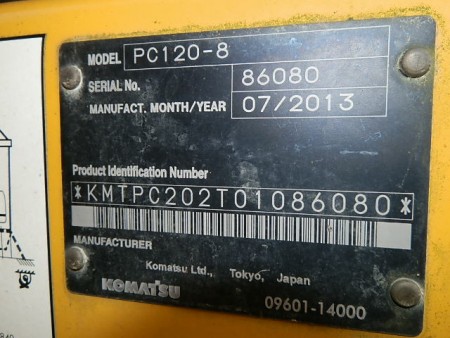 MODEL PC120-8
SERIAL No. 86080
MANUFACT. MONTH/YEAR 07/2013
Product Identification Number
*KMTPC202T01086080*
MANUFACTURER
Komatsu Ltd., Tokyo, Japan
KOMATSU
09601-14000